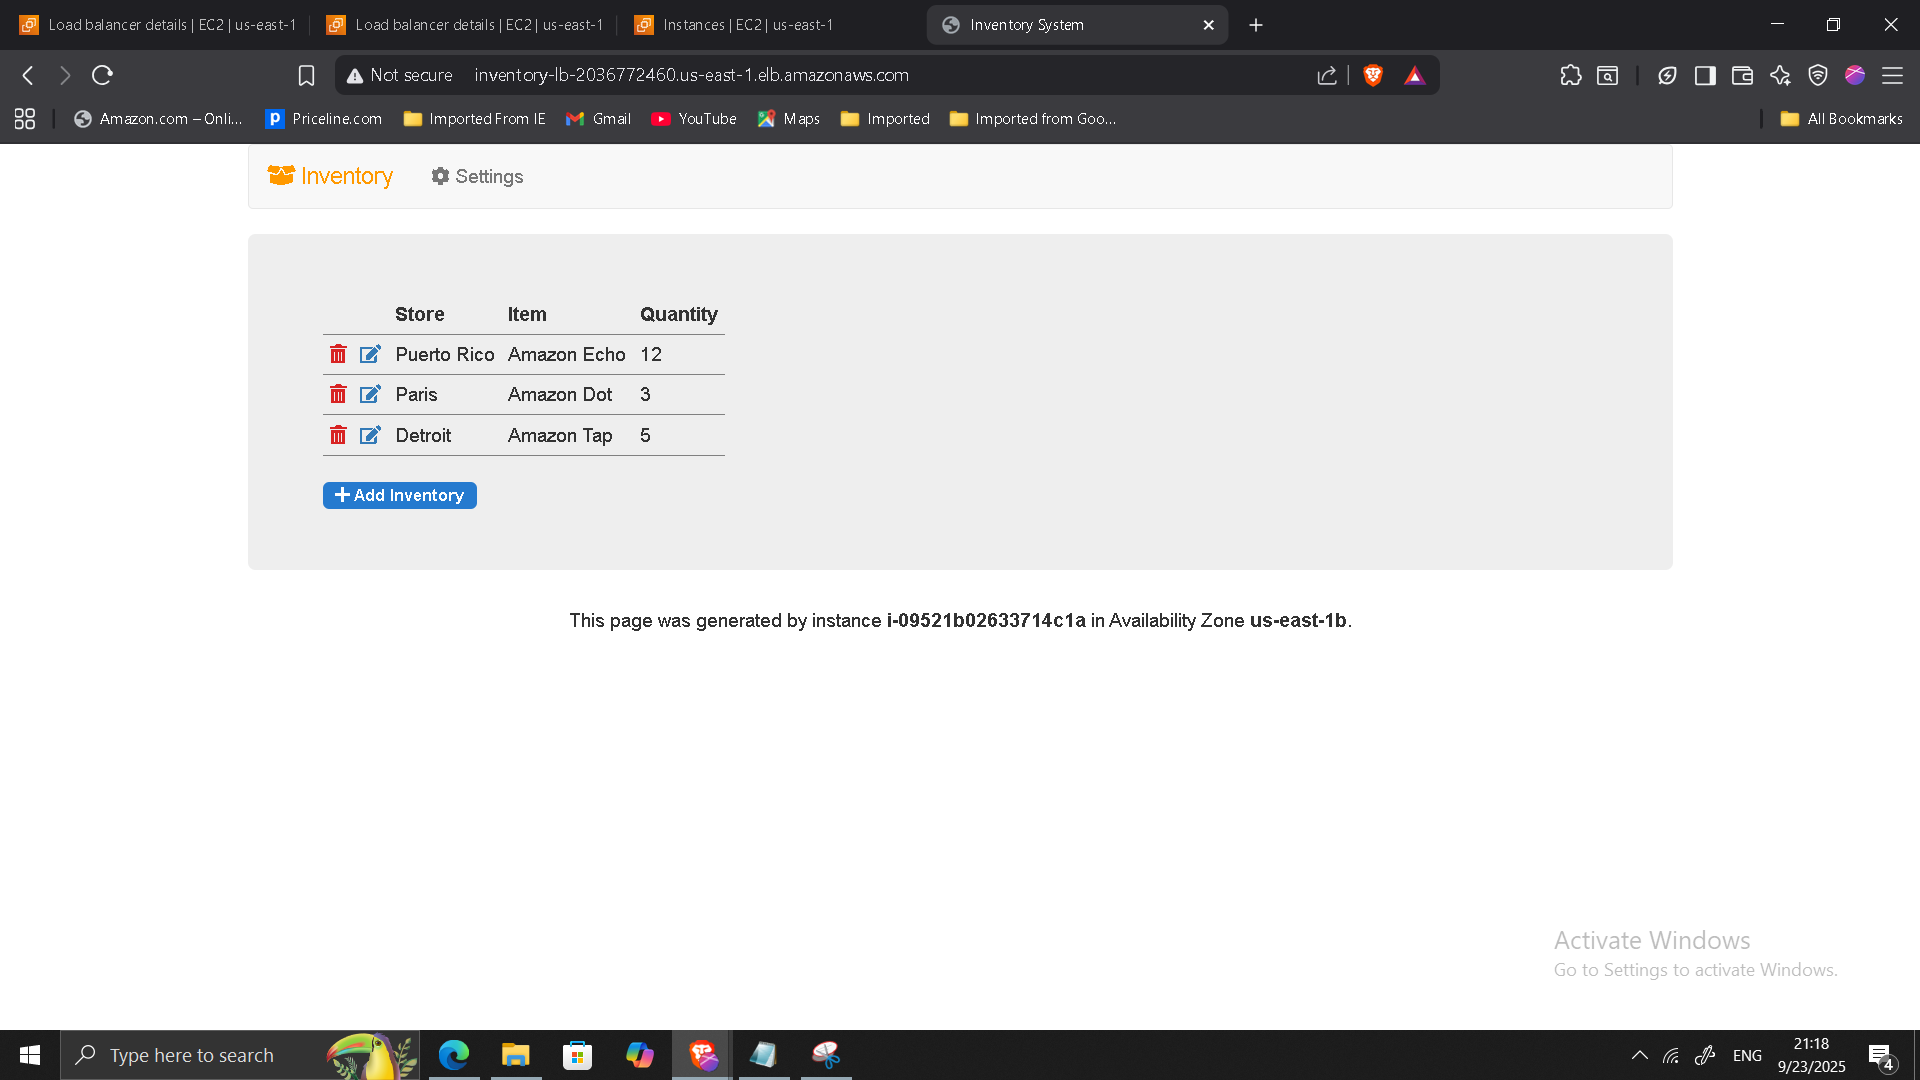 Load balancer details | EC2 | us-east-1
Load balancer details | EC2 | us-east-1
Instances | EC2 | us-east-1
Inventory System
Not secure inventory-lb-2036772460.us-east-1.elb.amazonaws.com
Amazon.com – Onli...
Priceline.com
Imported From IE
Gmail
YouTube
Maps
Imported
Imported from Goo...
All Bookmarks
Inventory Settings
Store Item Quantity
Puerto Rico Amazon Echo 12
Paris Amazon Dot 3
Detroit Amazon Tap 5
Add Inventory
This page was generated by instance i-09521b02633714c1a in Availability Zone us-east-1b.
Activate Windows
Go to Settings to activate Windows.
Type here to search
ENG
21:18
9/23/2025
4